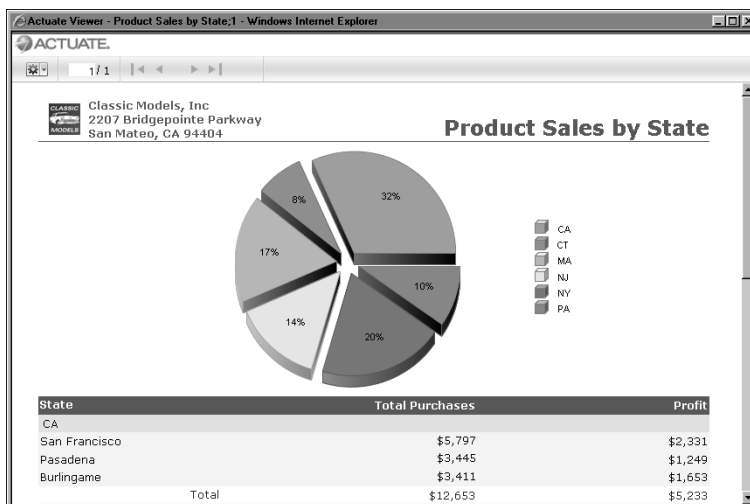 Actuate Viewer - Product Sales by State;1 - Windows Internet Explorer
ACTUATE.
1/ 1
CLASSIC
MODELS
Classic Models, Inc
2207 Bridgepointe Parkway
San Mateo, CA 94404
Product Sales by State
32%
8%
17%
10%
14%
20%
CA
CT
MA
NJ
NY
PA
State Total Purchases Profit
CA
San Francisco $5,797 $2,331
Pasadena $3,445 $1,249
Burlingame $3,411 $1,653
Total $12,653 $5,233